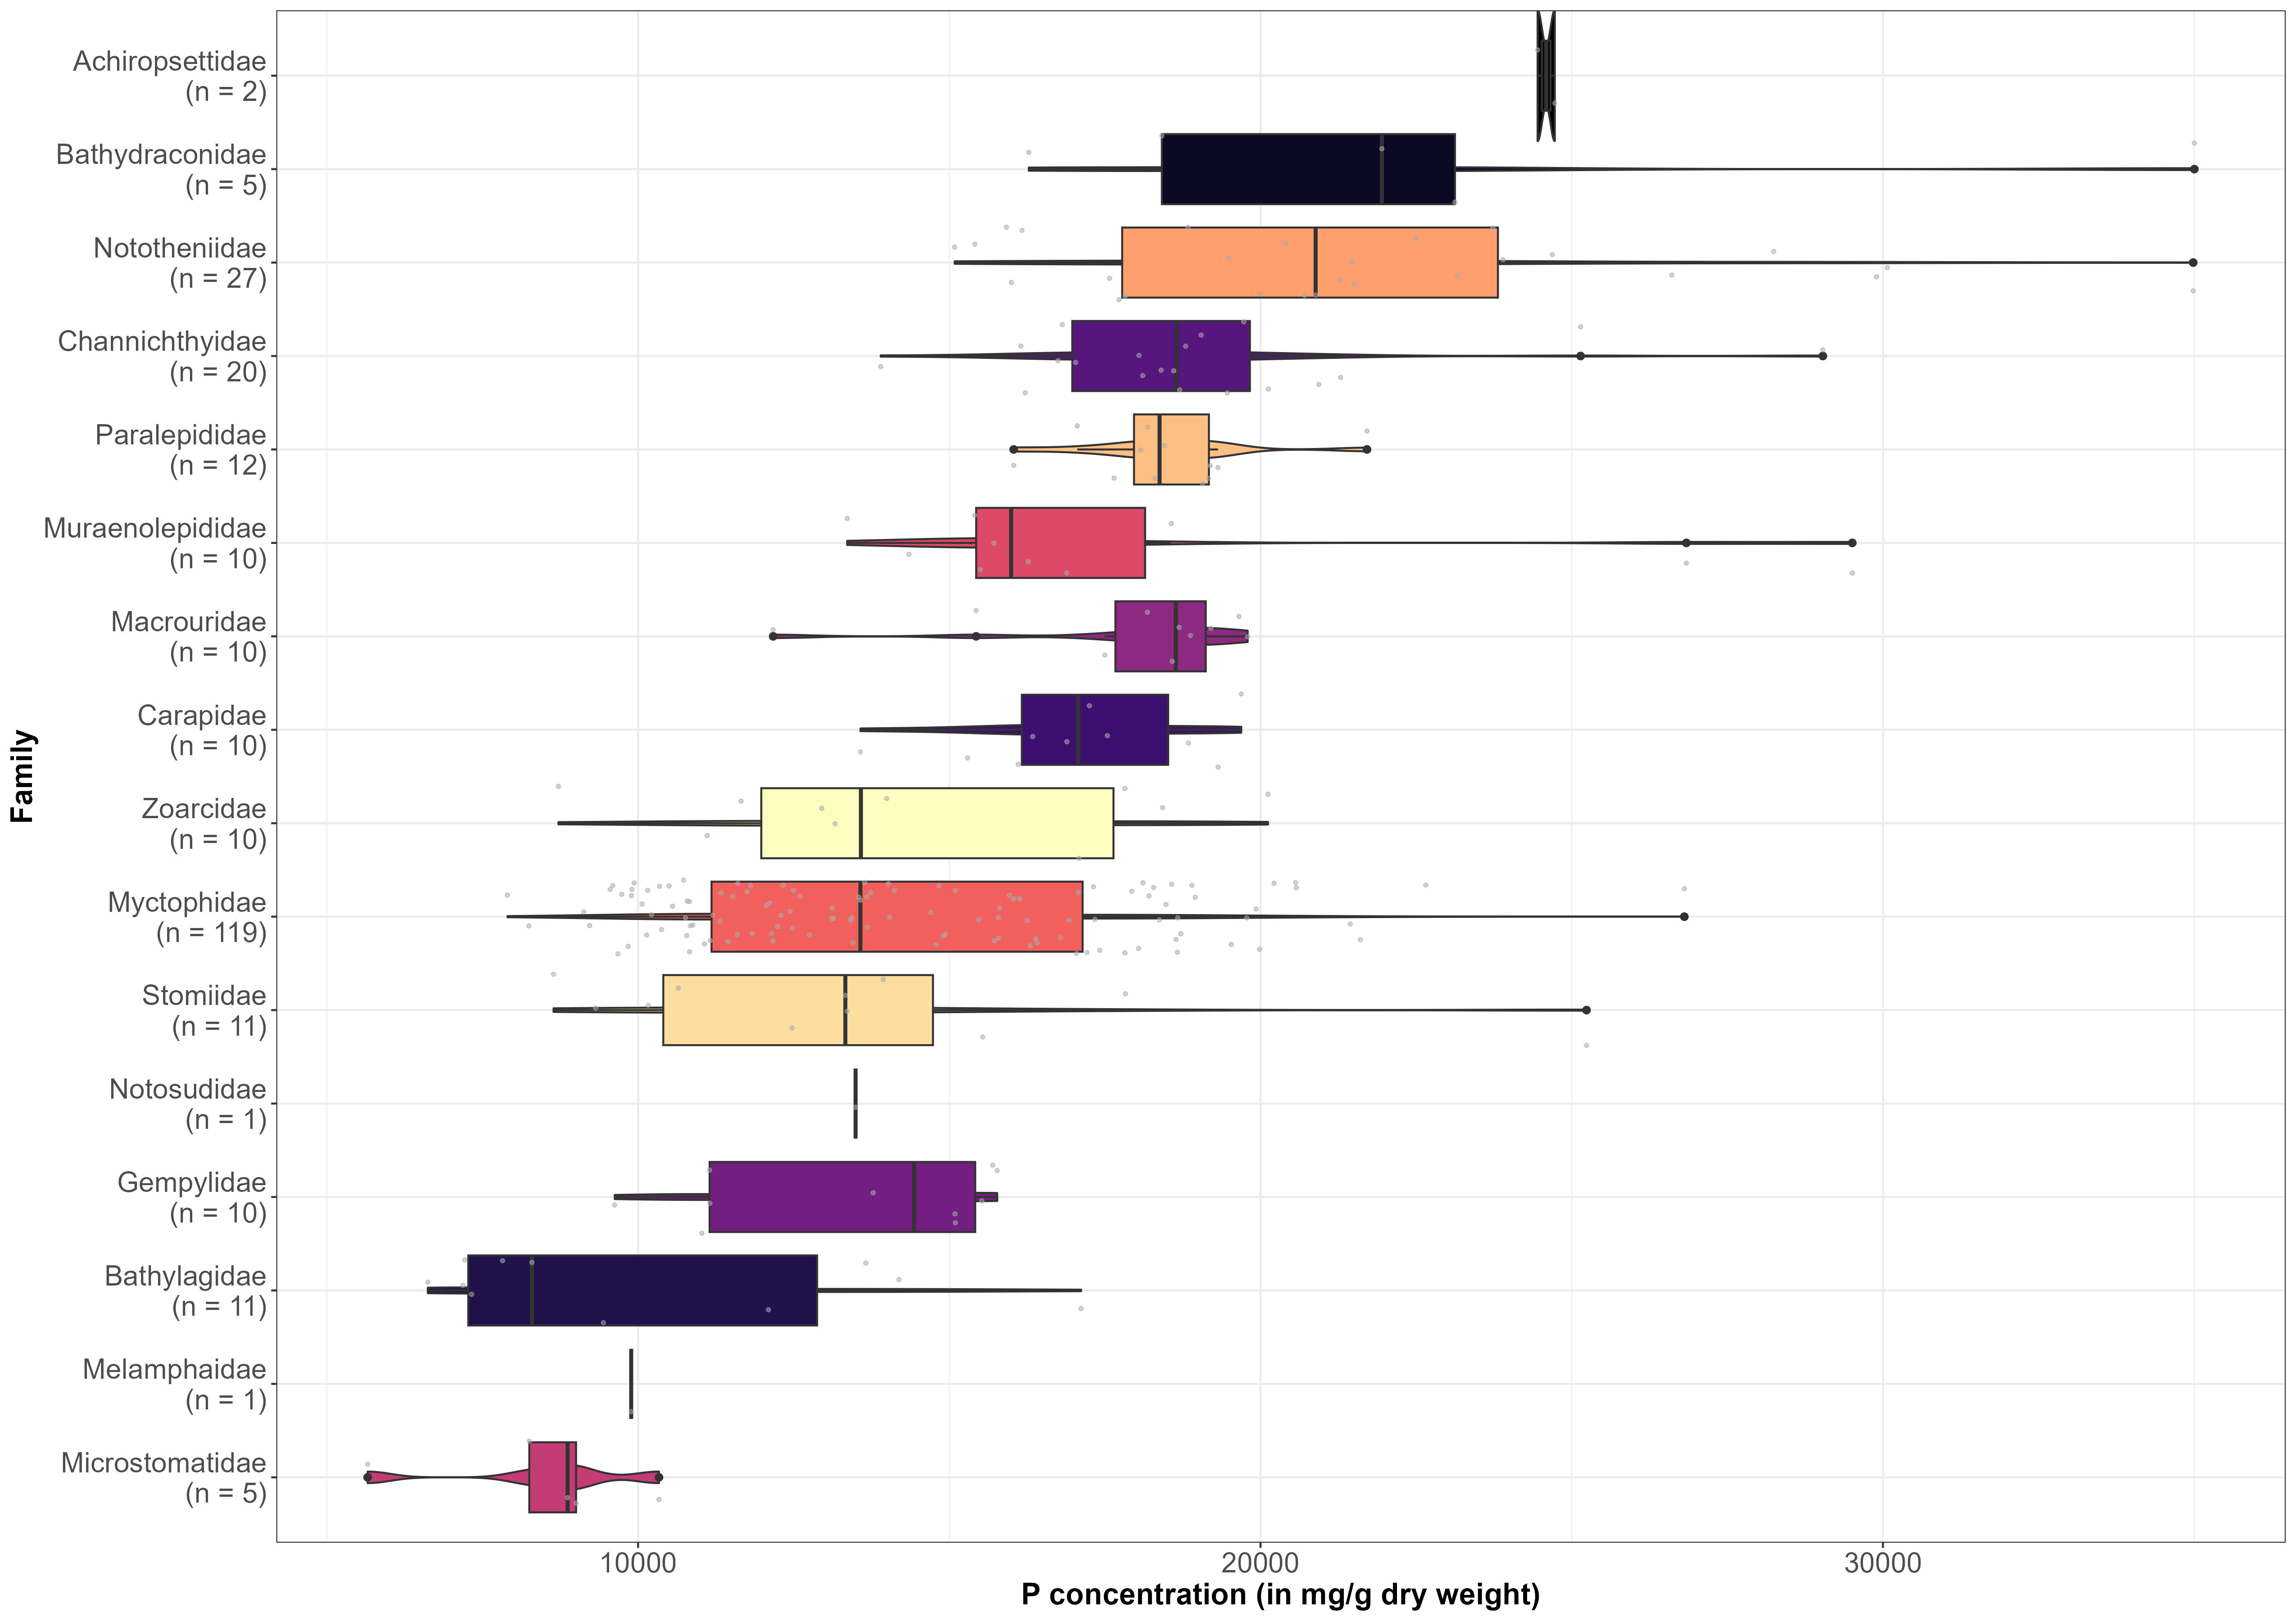 Achiropsettidae
(n = 2)
Bathydraconidae
(n = 5)
Nototheniidae
(n = 27)
Channichthyidae
(n = 20)
Paralepididae
(n = 12)
Muraenolepididae
(n = 10)
Macrouridae
(n = 10)
Carapidae
(n = 10)
Zoarcidae
(n = 10)
Myctophidae
(n = 119)
Stomiidae
(n = 11)
Notosudidae
(n = 1)
Gempylidae
(n = 10)
Bathylagidae
(n = 11)
Melamphaidae
(n = 1)
Microstomatidae
(n = 5)
Family
10000
20000
30000
P concentration (in mg/g dry weight)